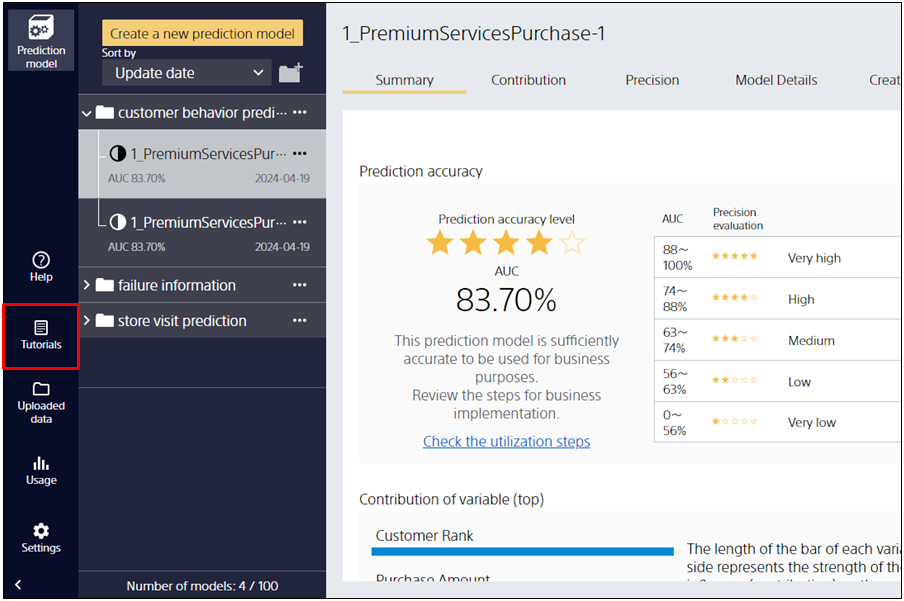 Prediction
model
Help
Tutorials
Uploaded
data
Usage
Settings
Create a new prediction model
Sort by
Update date
customer behavior predi···
1_PremiumServicesPur···
AUC 83.70%
2024-04-19
1_PremiumServicesPur···
AUC 83.70%
2024-04-19
failure information
store visit prediction
Number of models: 4 / 100
1_PremiumServicesPurchase-1
Summary
Contribution
Precision
Model Details
Creat
Prediction accuracy
Prediction accuracy level
AUC
83.70%
This prediction model is sufficiently
accurate to be used for business
purposes.
Review the steps for business
implementation.
Check the utilization steps
AUC
Precision
evaluation
88～
100%
Very high
74～
88%
High
63～
74%
Medium
56～
63%
Low
0～
56%
Very low
Contribution of variable (top)
Customer Rank
Purchase Amount
The length of the bar of each varia
side represents the strength of the